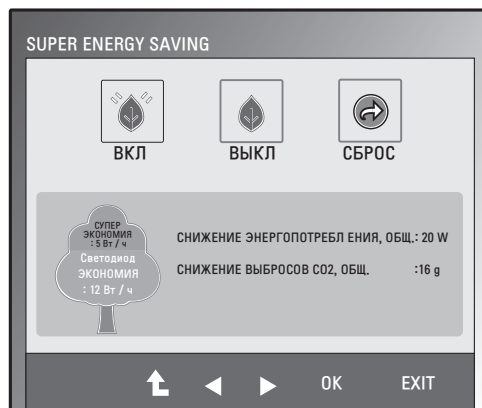 SUPER ENERGY SAVING
ВКЛ ВЫКЛ СБРОС
СУПЕР
ЭКОНОМИЯ
: 5 Вт / ч
Светодиод
ЭКОНОМИЯ
: 12 Вт / ч
СНИЖЕНИЕ ЭНЕРГОПОТРЕБЛ ЕНИЯ, ОБЩ.: 20 W
СНИЖЕНИЕ ВЫБРОСОВ CO2, ОБЩ. :16 g
OK EXIT